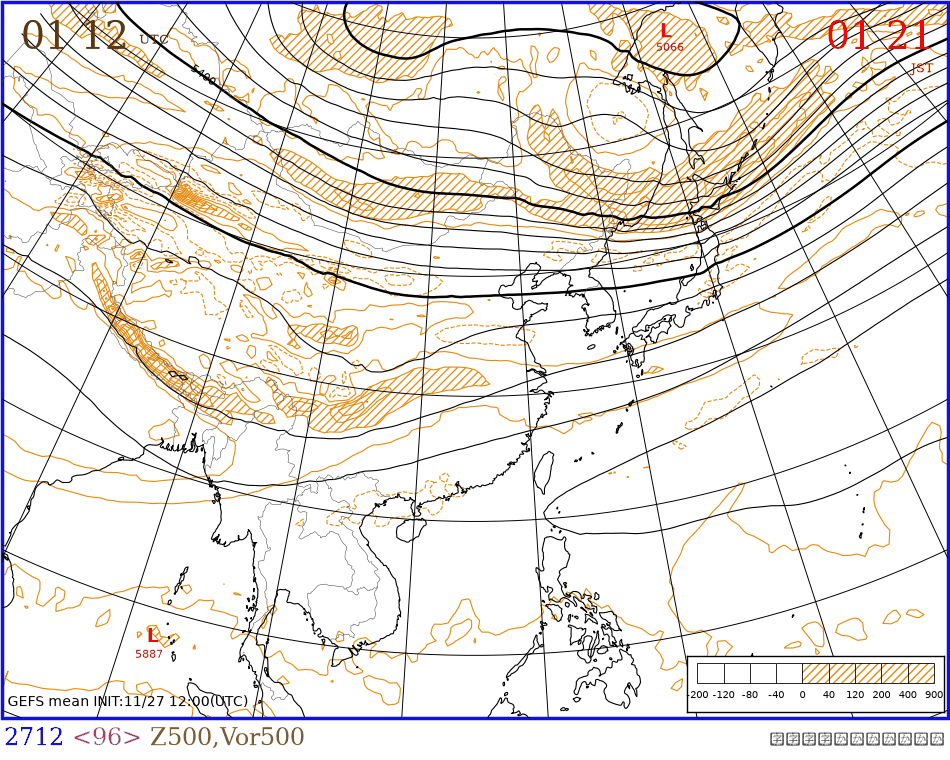 01 12 UTC
01 21 JST
5400
L
5066
L
5887
-200 -120 -80 -40 0 40 120 200 400 900
GEFS mean INIT:11/27 12:00(UTC)
2712 <96> Z500,Vor500